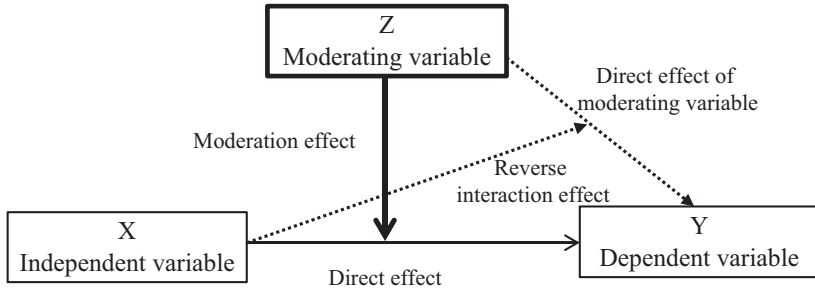 Z
Moderating variable
Direct effect of
moderating variable
Moderation effect
Reverse
interaction effect
X
Independent variable
Y
Dependent variable
Direct effect